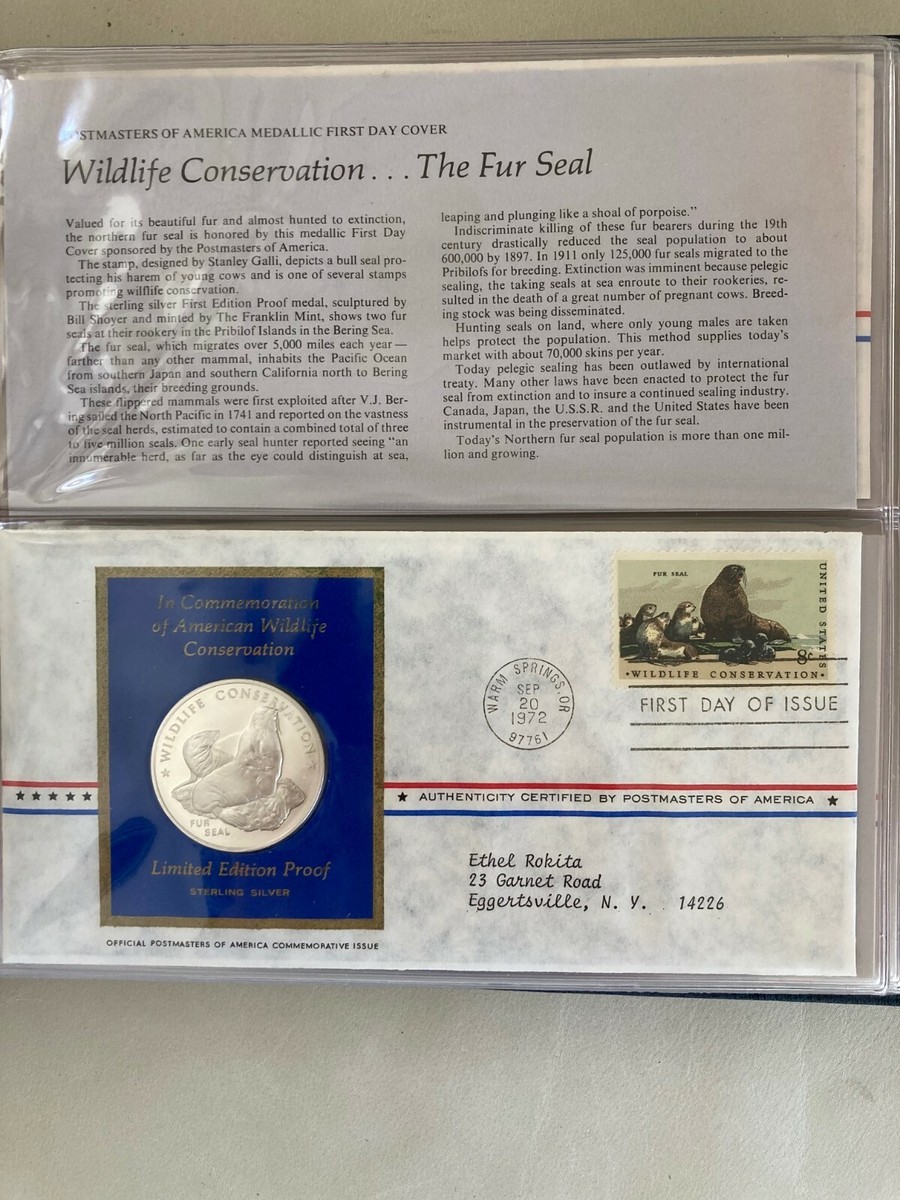 STMASTERS OF AMERICA MEDALLIC FIRST DAY COVER
Wildlife Conservation . . . The Fur Seal
Valued for its beautiful fur and almost hunted to extinction,
the northern fur seal is honored by this medallic First Day
Cover sponsored by the Postmasters of America.
The stamp, designed by Stanley Galli, depicts a bull seal pro-
tecting his harem of young cows and is one of several stamps
promoting wilflife conservation.
The sterling silver First Edition Proof medal, sculptured by
Bill Shoyer and minted by The Franklin Mint, shows two fur
seals at their rookery in the Pribilof Islands in the Bering Sea.
The fur seal, which migrates over 5,000 miles each year —
farther than any other mammal, inhabits the Pacific Ocean
from southern Japan and southern California north to Bering
Sea islands, their breeding grounds.
These flippered mammals were first exploited after V.J. Ber-
ing sailed the North Pacific in 1741 and reported on the vastness
of the seal herds, estimated to contain a combined total of three
to five million seals. One early seal hunter reported seeing “an
innumerable herd, as far as the eye could distinguish at sea,
leaping and plunging like a shoal of porpoise.”
Indiscriminate killing of these fur bearers during the 19th
century drastically reduced the seal population to about
600,000 by 1897. In 1911 only 125,000 fur seals migrated to the
Pribilofs for breeding. Extinction was imminent because pelegic
sealing, the taking seals at sea enroute to their rookeries, re-
sulted in the death of a great number of pregnant cows. Breed-
ing stock was being disseminated.
Hunting seals on land, where only young males are taken
helps protect the population. This method supplies today's
market with about 70,000 skins per year.
Today pelegic sealing has been outlawed by international
treaty. Many other laws have been enacted to protect the fur
seal from extinction and to insure a continued sealing industry.
Canada, Japan, the U.S.S.R. and the United States have been
instrumental in the preservation of the fur seal.
Today's Northern fur seal population is more than one mil-
lion and growing.
In Commemoration
of American Wildlife
Conservation
★ WILDLIFE CONSERVATION ★
FUR
SEAL
Limited Edition Proof
STERLING SILVER
OFFICIAL POSTMASTERS OF AMERICA COMMEMORATIVE ISSUE
FUR SEAL
UNITED STATES
8c
• WILDLIFE CONSERVATION •
WARM SPRINGS, OR
SEP
20
1972
97761
FIRST DAY OF ISSUE
★ AUTHENTICITY CERTIFIED BY POSTMASTERS OF AMERICA ★
Ethel Rokita
23 Garnet Road
Eggertsville, N. Y. 14226